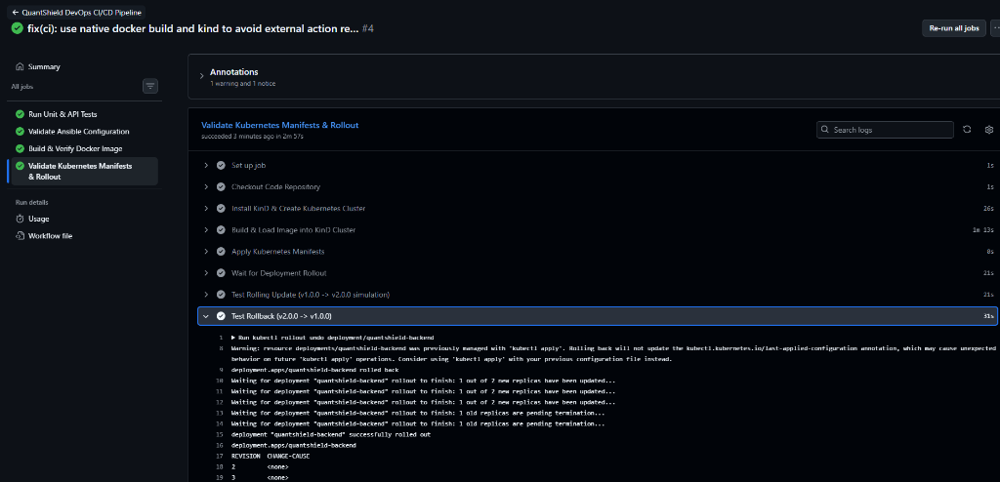 ← QuantShield DevOps CI/CD Pipeline
fix(ci): use native docker build and kind to avoid external action re... #4
Re-run all jobs
Summary
All jobs
Run Unit & API Tests
Validate Ansible Configuration
Build & Verify Docker Image
Validate Kubernetes Manifests
& Rollout
Run details
Usage
Workflow file
Annotations
1 warning and 1 notice
Validate Kubernetes Manifests & Rollout
succeeded 3 minutes ago in 2m 57s
Search logs
Set up job 1s
Checkout Code Repository 1s
Install KinD & Create Kubernetes Cluster 26s
Build & Load Image into KinD Cluster 1m 13s
Apply Kubernetes Manifests 8s
Wait for Deployment Rollout 21s
Test Rolling Update (v1.0.0 -> v2.0.0 simulation) 21s
Test Rollback (v2.0.0 -> v1.0.0) 31s
1 ▶ Run kubectl rollout undo deployment/quantshield-backend
8 Warning: resource deployments/quantshield-backend was previously managed with 'kubectl apply'. Rolling back will not update the kubectl.kubernetes.io/last-applied-configuration annotation, which may cause unexpected
behavior on future 'kubectl apply' operations. Consider using 'kubectl apply' with your previous configuration file instead.
9 deployment.apps/quantshield-backend rolled back
10 Waiting for deployment "quantshield-backend" rollout to finish: 1 out of 2 new replicas have been updated...
11 Waiting for deployment "quantshield-backend" rollout to finish: 1 out of 2 new replicas have been updated...
12 Waiting for deployment "quantshield-backend" rollout to finish: 1 out of 2 new replicas have been updated...
13 Waiting for deployment "quantshield-backend" rollout to finish: 1 old replicas are pending termination...
14 Waiting for deployment "quantshield-backend" rollout to finish: 1 old replicas are pending termination...
15 deployment "quantshield-backend" successfully rolled out
16 deployment.apps/quantshield-backend
17 REVISION CHANGE-CAUSE
18 2 <none>
19 3 <none>